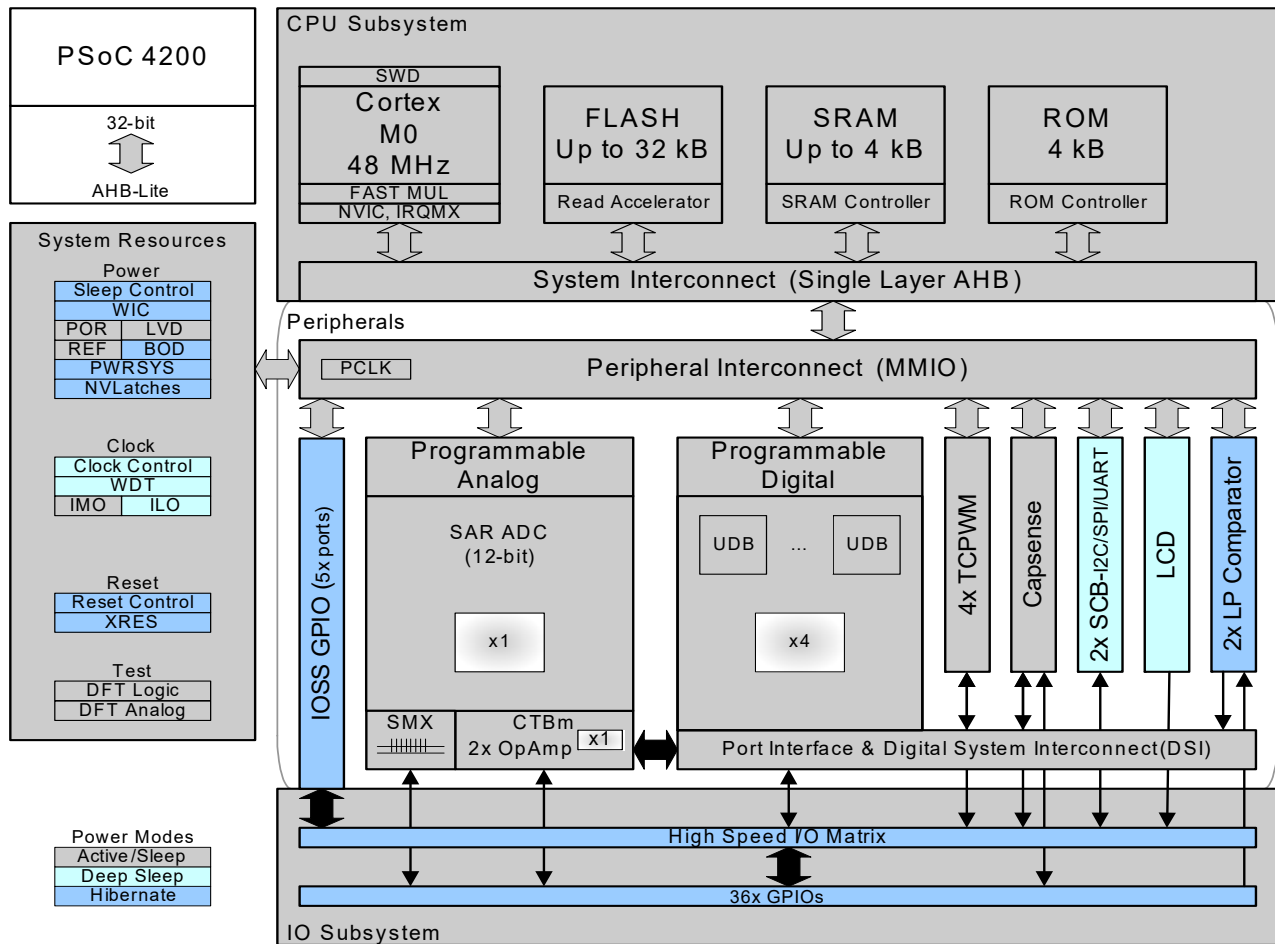 PSoC 4200
32-bit
AHB-Lite
CPU Subsystem
SWD
Cortex
M0
48 MHz
FAST MUL
NVIC, IRQMX
FLASH
Up to 32 kB
Read Accelerator
SRAM
Up to 4 kB
SRAM Controller
ROM
4 kB
ROM Controller
System Interconnect (Single Layer AHB)
System Resources
Power
Sleep Control
WIC
POR LVD
REF BOD
PWRSYS
NVLatches
Clock
Clock Control
WDT
IMO ILO
Reset
Reset Control
XRES
Test
DFT Logic
DFT Analog
Peripherals
PCLK
Peripheral Interconnect (MMIO)
IOSS GPIO (5x ports)
Programmable
Analog
SAR ADC
(12-bit)
x1
SMX
CTBm
2x OpAmp
x1
Programmable
Digital
UDB ... UDB
x4
4x TCPWM
Capsense
2x SCB-I2C/SPI/UART
LCD
2x LP Comparator
Port Interface & Digital System Interconnect(DSI)
Power Modes
Active/Sleep
Deep Sleep
Hibernate
High Speed I/O Matrix
36x GPIOs
IO Subsystem